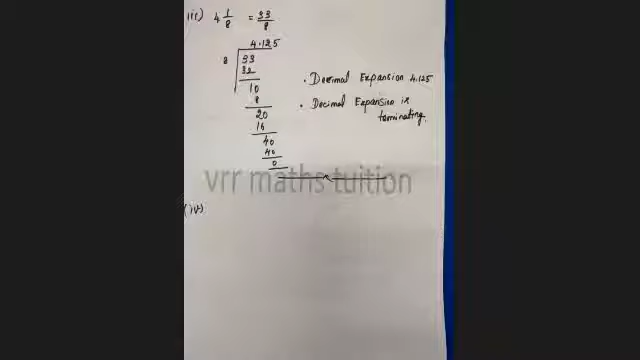 iii) 4 1/8 = 33/8
4.125
8 33
32
10
8
20
16
40
40
0
. Decimal Expansion 4.125
. Decimal Expansion is
terminating.
vrr maths tuition
(iv)